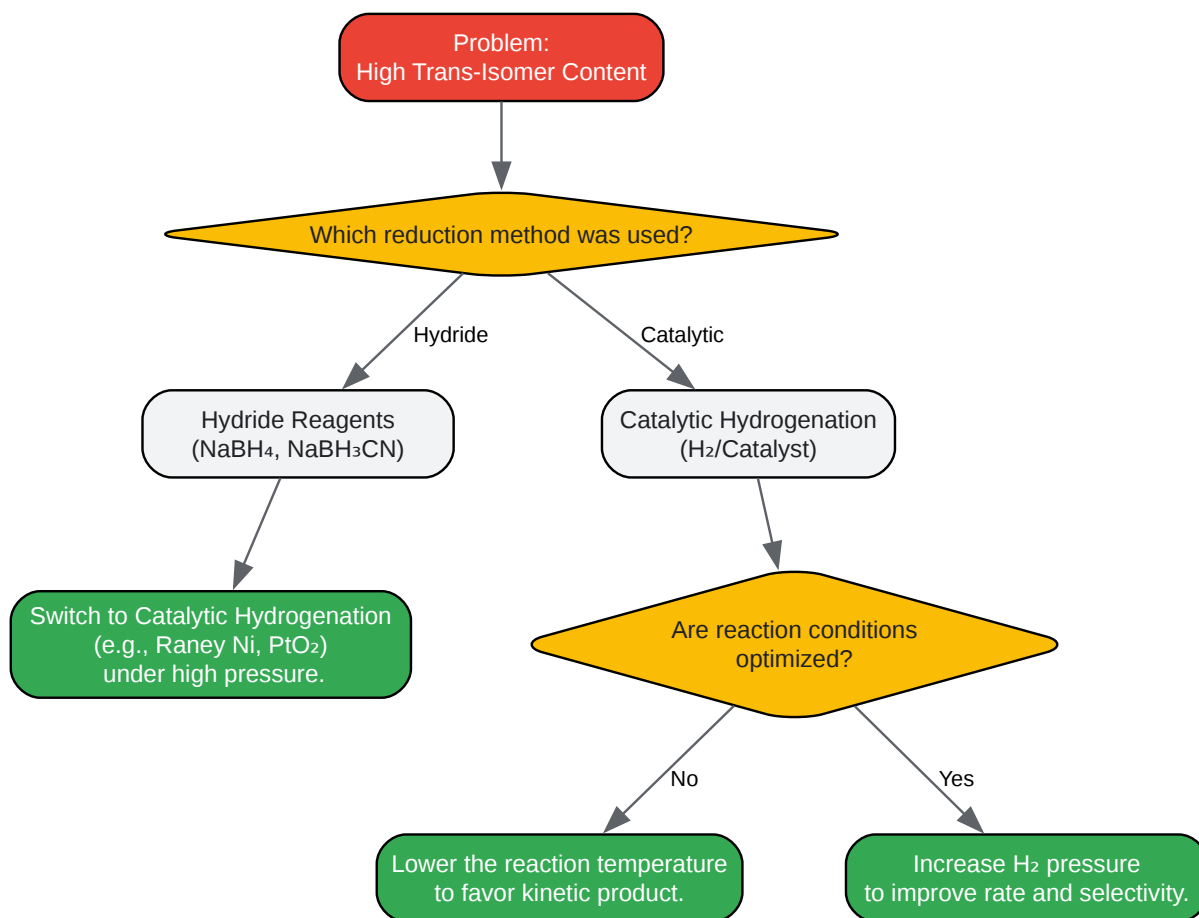 Problem:
High Trans-Isomer Content
Which reduction method was used?
Hydride
Catalytic
Hydride Reagents
(NaBH₄, NaBH₃CN)
Catalytic Hydrogenation
(H₂/Catalyst)
Switch to Catalytic Hydrogenation
(e.g., Raney Ni, PtO₂)
under high pressure.
Are reaction conditions
optimized?
No
Yes
Lower the reaction temperature
to favor kinetic product.
Increase H₂ pressure
to improve rate and selectivity.